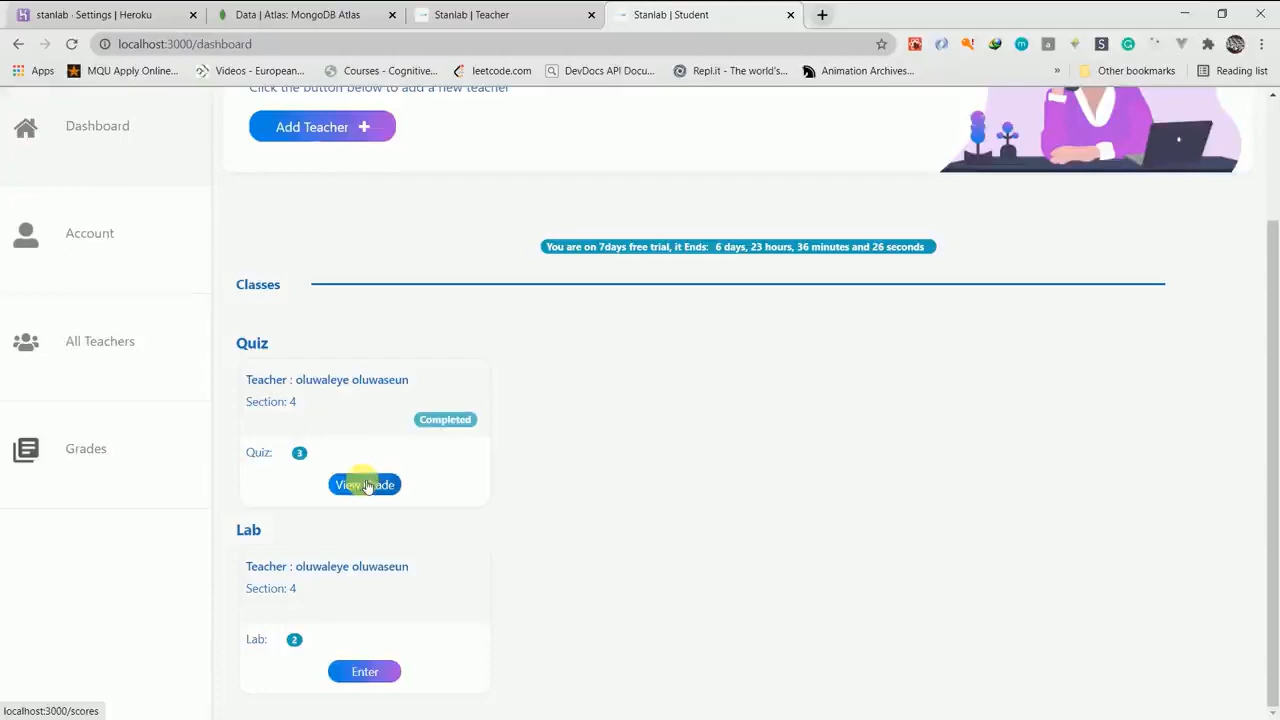 stanlab · Settings | Heroku
Data | Atlas: MongoDB Atlas
Stanlab | Teacher
Stanlab | Student
localhost:3000/dashboard
Apps
MQU Apply Online...
Videos - European...
Courses - Cognitive...
leetcode.com
DevDocs API Docu...
Repl.it - The world's...
Animation Archives...
»
Other bookmarks
Reading list
Click the button below to add a new teacher
Dashboard
Add Teacher +
Account
You are on 7days free trial, it Ends: 6 days, 23 hours, 36 minutes and 26 seconds
Classes
All Teachers
Quiz
Teacher : oluwaleye oluwaseun
Section: 4
Completed
Grades
Quiz: 3
View Grade
Lab
Teacher : oluwaleye oluwaseun
Section: 4
Lab: 2
Enter
localhost:3000/scores